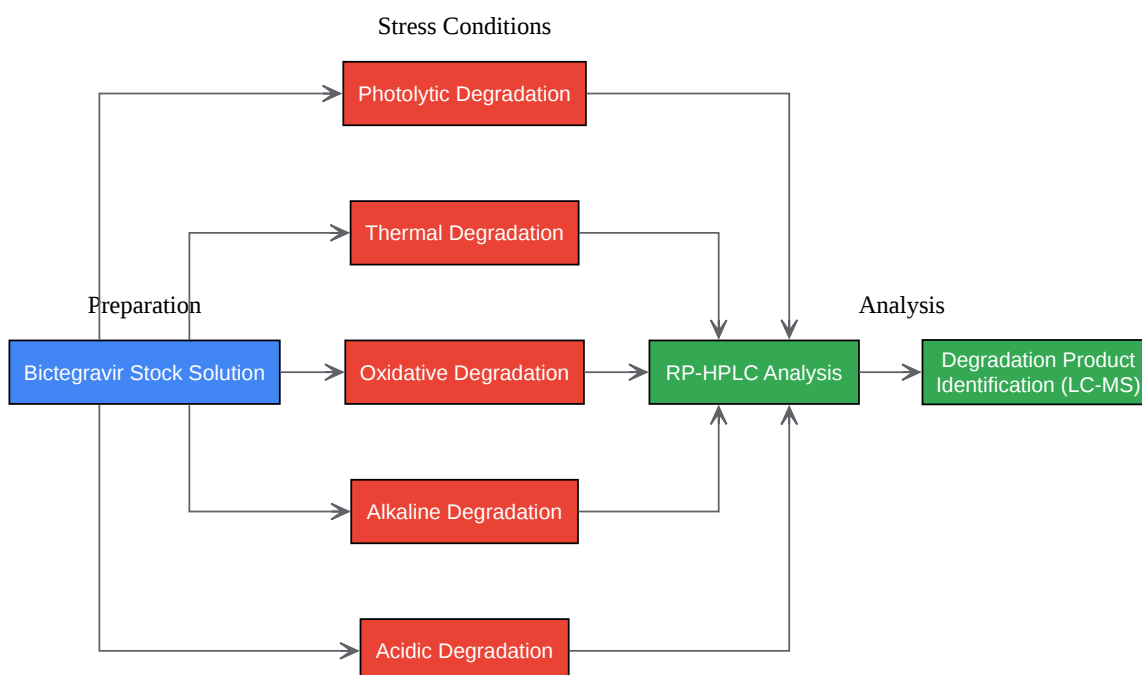 Stress Conditions
Photolytic Degradation
Thermal Degradation
Preparation
Analysis
Bictegravir Stock Solution
Oxidative Degradation
RP-HPLC Analysis
Degradation Product
Identification (LC-MS)
Alkaline Degradation
Acidic Degradation